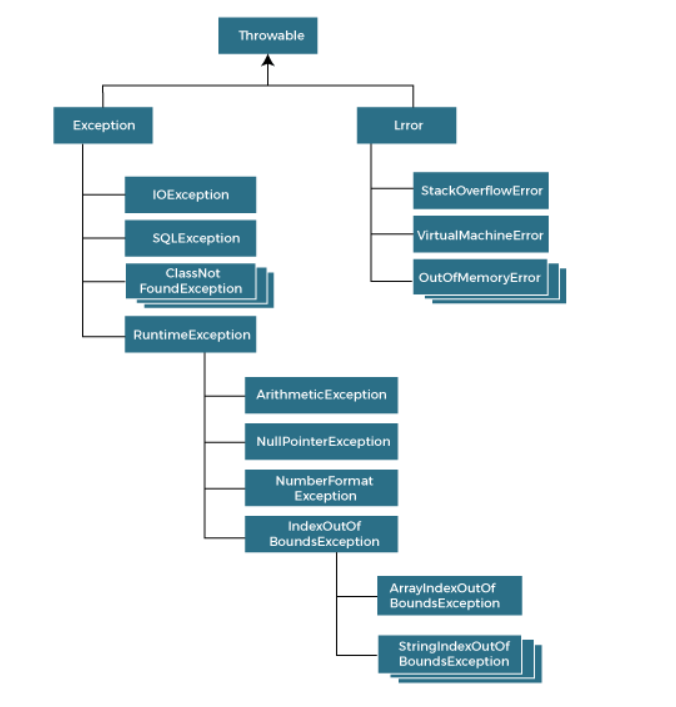 Throwable
Exception
Lrror
IOException
StackOverflowError
SQLException
VirtualMachineError
ClassNot
FoundException
OutOfMemoryError
RuntimeException
ArithmeticException
NullPointerException
NumberFormat
Exception
IndexOutOf
BoundsException
ArrayIndexOutOf
BoundsException
StringIndexOutOf
BoundsException